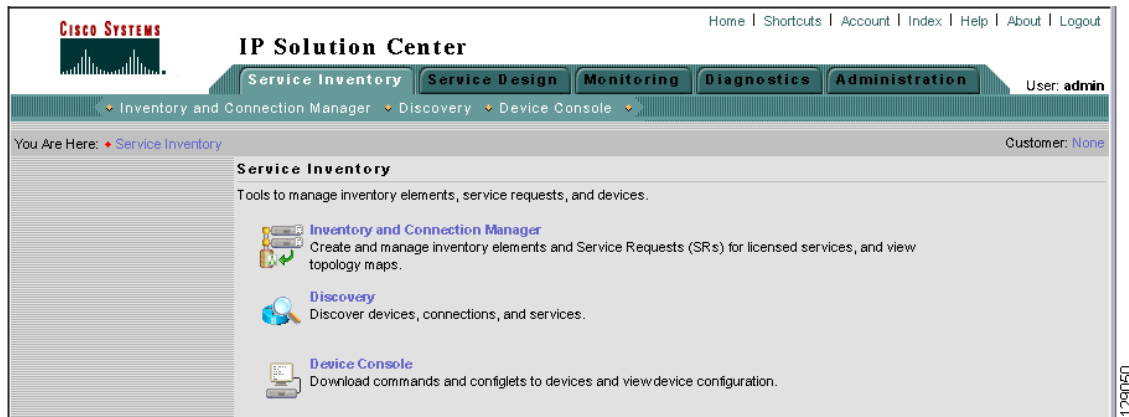 CISCO SYSTEMS
Home | Shortcuts | Account | Index | Help | About | Logout
IP Solution Center
Service Inventory Service Design Monitoring Diagnostics Administration
User: admin
Inventory and Connection Manager Discovery Device Console
You Are Here: Service Inventory
Customer: None
Service Inventory
Tools to manage inventory elements, service requests, and devices.
Inventory and Connection Manager
Create and manage inventory elements and Service Requests (SRs) for licensed services, and view
topology maps.
Discovery
Discover devices, connections, and services.
Device Console
Download commands and configlets to devices and view device configuration.
129050